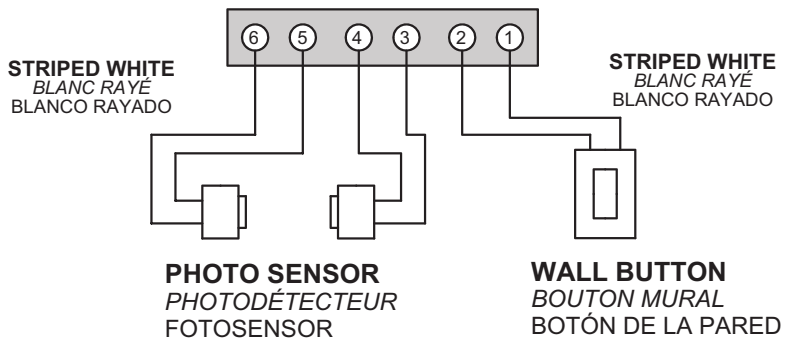 6 5 4 3 2 1
STRIPED WHITE
BLANC RAYÉ
BLANCO RAYADO
STRIPED WHITE
BLANC RAYÉ
BLANCO RAYADO
PHOTO SENSOR
PHOTODÉTECTEUR
FOTOSENSOR
WALL BUTTON
BOUTON MURAL
BOTÓN DE LA PARED